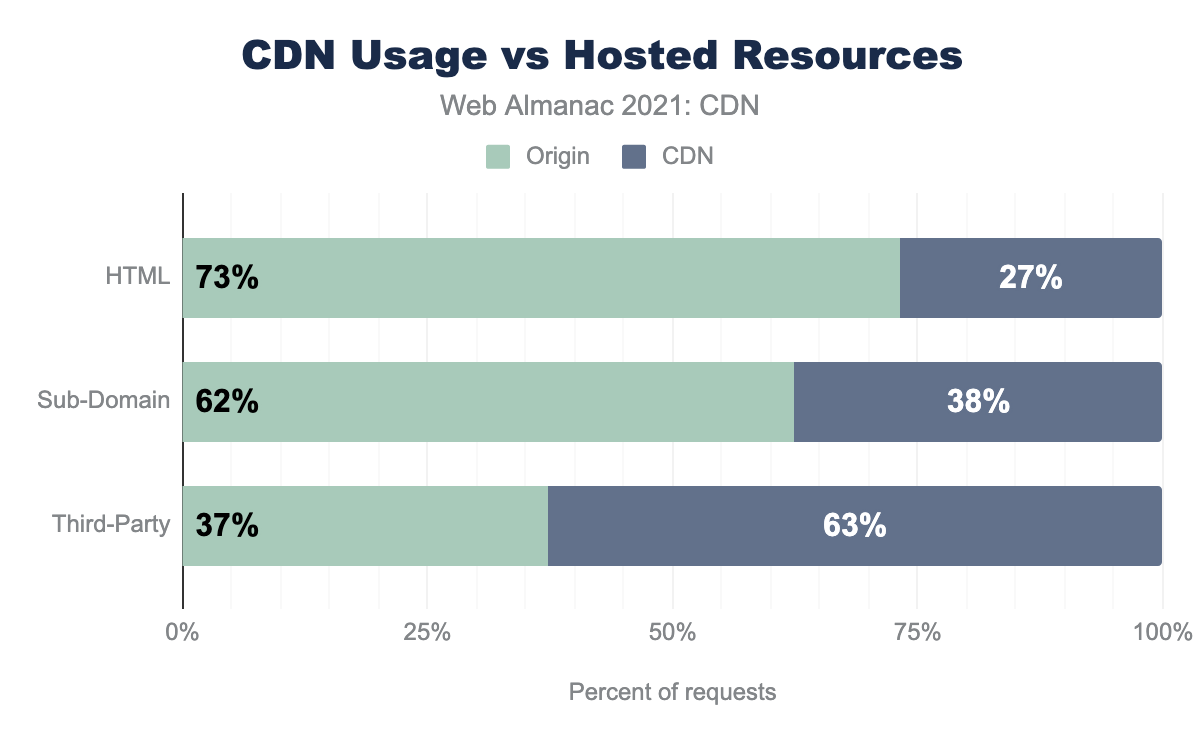 CDN Usage vs Hosted Resources
Web Almanac 2021: CDN
Origin CDN
HTML 73% 27%
Sub-Domain 62% 38%
Third-Party 37% 63%
0% 25% 50% 75% 100%
Percent of requests